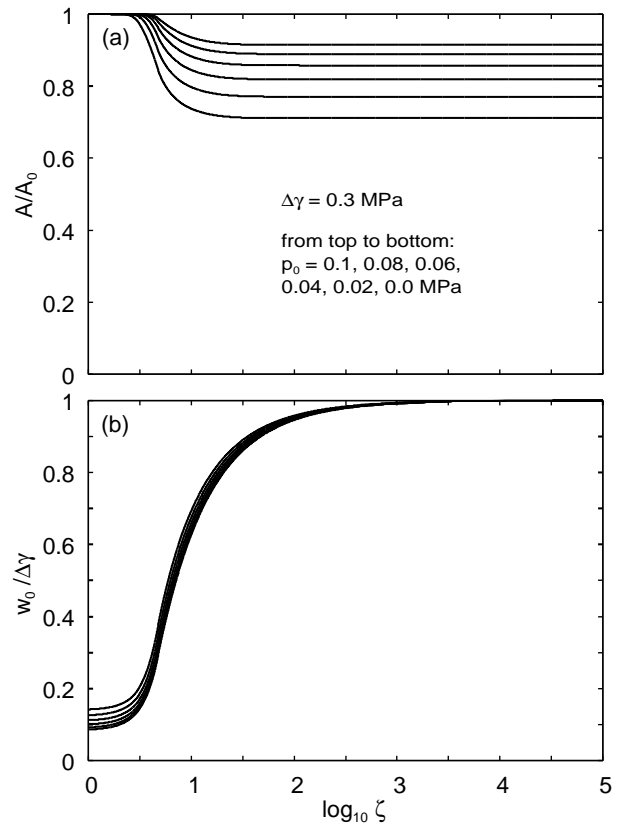 1
(a)
0.8
0.6
A/A₀
Δγ = 0.3 MPa
from top to bottom:
p₀ = 0.1, 0.08, 0.06,
0.04, 0.02, 0.0 MPa
0.4
0.2
0
1
(b)
0.8
0.6
w₀ /Δγ
0.4
0.2
0
0 1 2 3 4 5
log₁₀ ζ